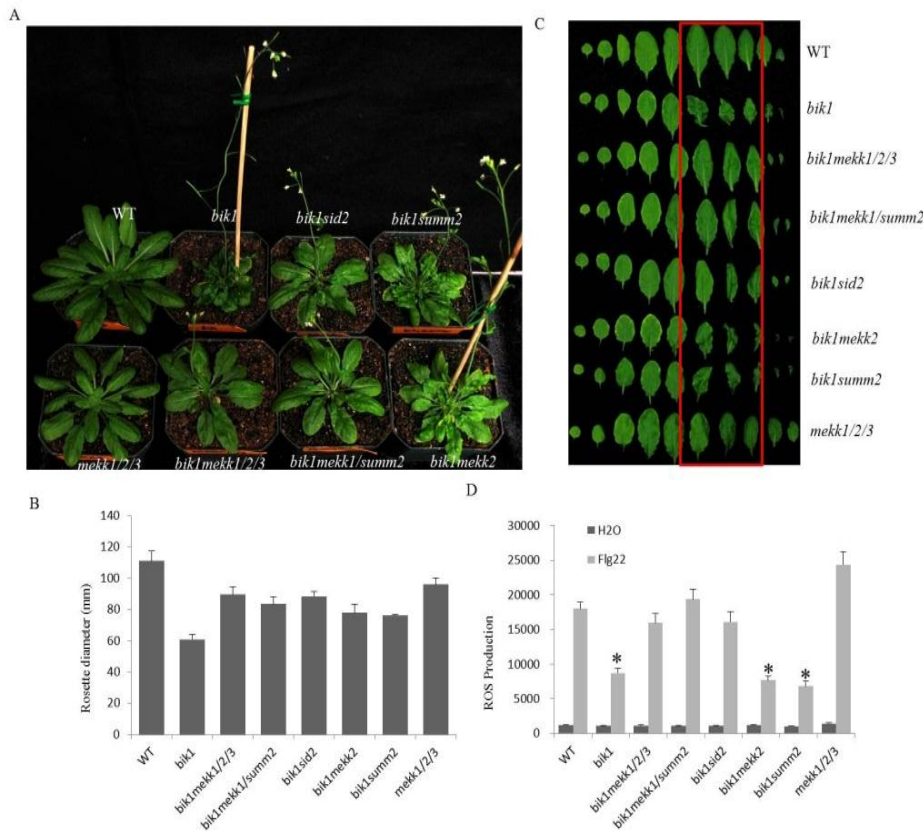 A
WT
bik1
bik1sid2
bik1summ2
mekk1/2/3
bik1mekk1/2/3
bik1mekk1/summ2
bik1mekk2
C
WT
bik1
bik1mekk1/2/3
bik1mekk1/summ2
bik1sid2
bik1mekk2
bik1summ2
mekk1/2/3
B
Rosette diameter (mm)
140
120
100
80
60
40
20
0
WT
bik1
bik1mekk1/2/3
bik1mekk1/summ2
bik1sid2
bik1mekk2
bik1summ2
mekk1/2/3
D
ROS Production
30000
25000
20000
15000
10000
5000
0
H2O
Flg22
*
*
*
WT
bik1
bik1mekk1/2/3
bik1mekk1/summ2
bik1sid2
bik1mekk2
bik1summ2
mekk1/2/3